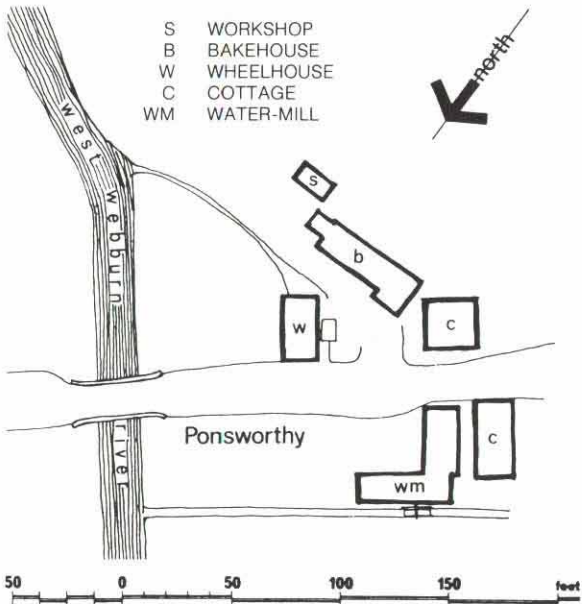 S WORKSHOP
B BAKEHOUSE
W WHEELHOUSE
C COTTAGE
WM WATER-MILL
north
west webburn river
s
b
w
c
Ponsworthy
c
wm
50 0 50 100 150 feet